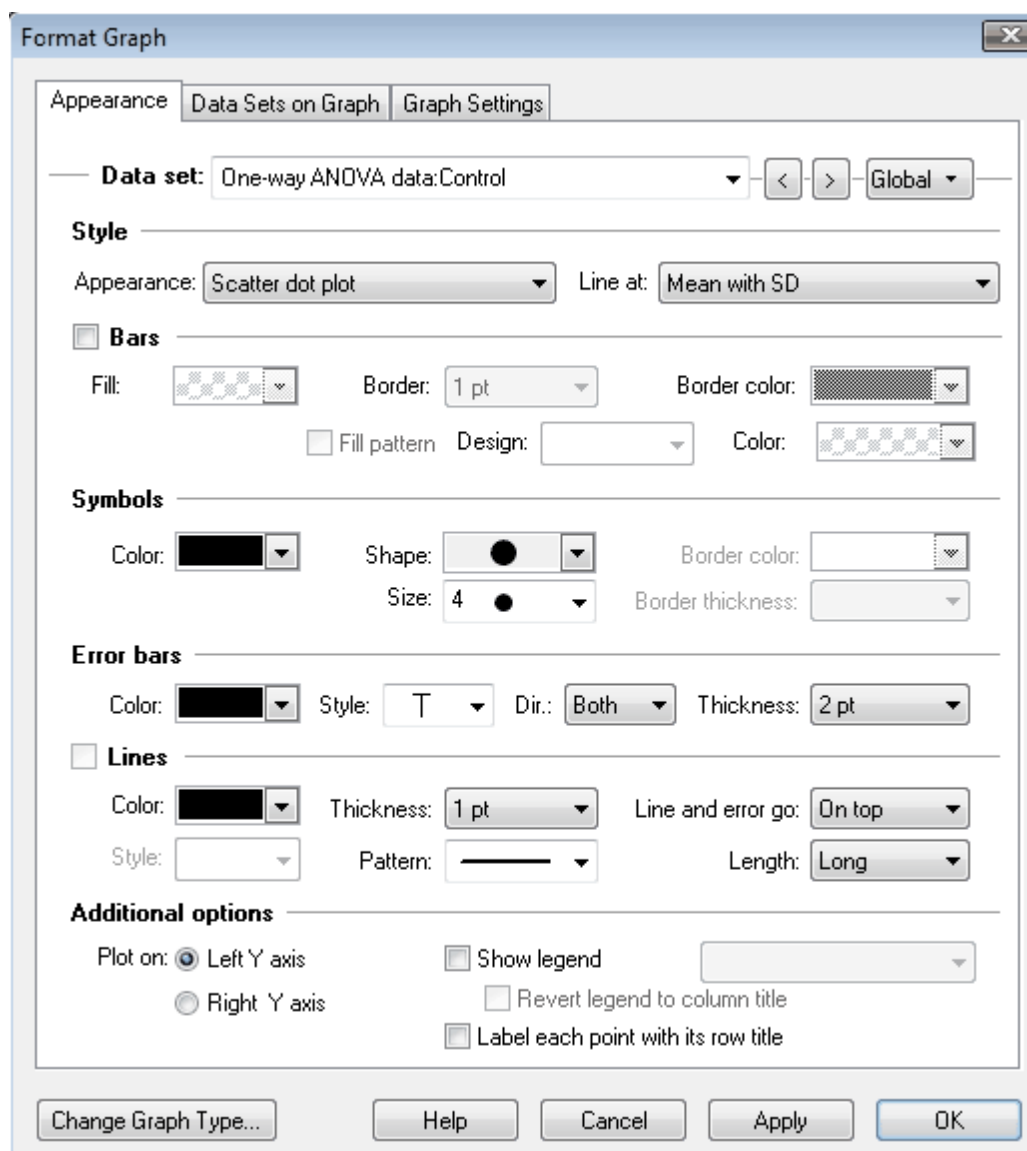 Format Graph
Appearance Data Sets on Graph Graph Settings
Data set: One-way ANOVA data:Control < > Global
Style
Appearance: Scatter dot plot Line at: Mean with SD
Bars
Fill: Border: 1 pt Border color:
Fill pattern Design: Color:
Symbols
Color: Shape: Border color:
Size: 4 Border thickness:
Error bars
Color: Style: Dir.: Both Thickness: 2 pt
Lines
Color: Thickness: 1 pt Line and error go: On top
Style: Pattern: Length: Long
Additional options
Plot on: Left Y axis Show legend
Right Y axis Revert legend to column title
Label each point with its row title
Change Graph Type... Help Cancel Apply OK